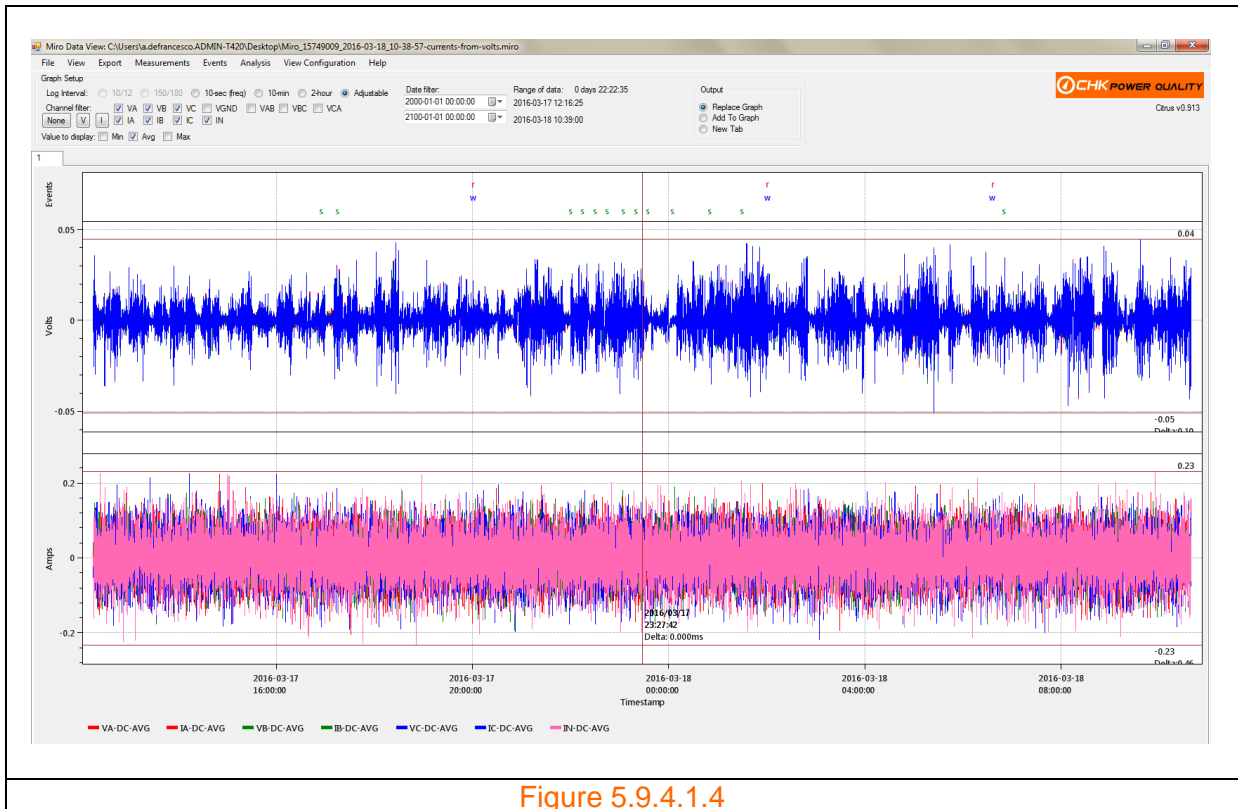 Miro Data View: C:\Users\a.defrancesco.ADMIN-T420\Desktop\Miro_15749009_2016-03-18_10-38-57-currents-from-volts.miro
File View Export Measurements Events Analysis View Configuration Help
Graph Setup
Log Interval: 10/12 150/180 10-sec (freq) 10-min 2-hour Adjustable
Channel filter: VA VB VC VGND VAB VBC VCA
None V I IA IB IC IN
Value to display: Min Avg Max
Date filter:
2000-01-01 00:00:00
2100-01-01 00:00:00
Range of data: 0 days 22:22:35
2016-03-17 12:16:25
2016-03-18 10:39:00
Output
Replace Graph
Add To Graph
New Tab
CHK POWER QUALITY
Citrus v0.913
1
Events
r r r
w w w
s s s s s s s s s s s s s
0.05
0.04
Volts
0
-0.05
-0.05
Delta:0.10
0.23
0.2
Amps
0
2016/03/17
23:27:42
Delta: 0.000ms
-0.2
-0.23
Delta:0.46
2016-03-17 2016-03-17 2016-03-18 2016-03-18 2016-03-18
16:00:00 20:00:00 00:00:00 04:00:00 08:00:00
Timestamp
VA-DC-AVG IA-DC-AVG VB-DC-AVG IB-DC-AVG VC-DC-AVG IC-DC-AVG IN-DC-AVG
Figure 5.9.4.1.4